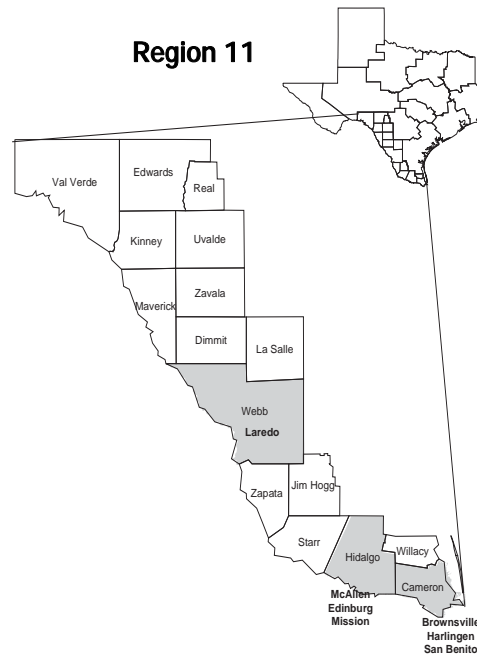 Region 11
Val Verde
Edwards
Real
Kinney
Uvalde
Maverick
Zavala
Dimmit
La Salle
Webb
Laredo
Zapata
Jim Hogg
Starr
Hidalgo
Willacy
Cameron
McAllen
Edinburg
Mission
Brownsville
Harlingen
San Benito